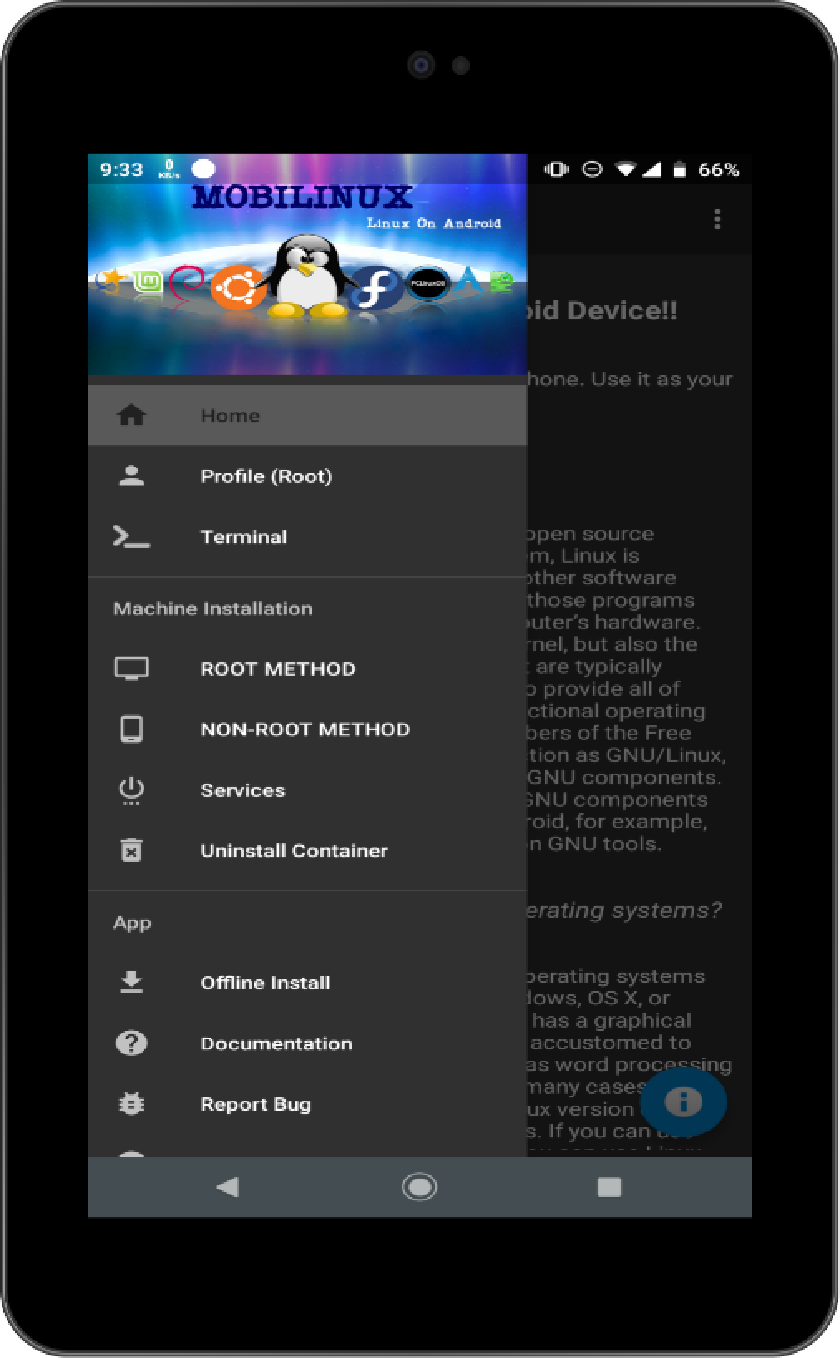 9:33
0
KB/s
66%
MOBILINUX
Linux On Android
PCLinuxOS
Home
Profile (Root)
Terminal
Machine Installation
ROOT METHOD
NON-ROOT METHOD
Services
Uninstall Container
App
Offline Install
Documentation
Report Bug
oid Device!!
hone. Use it as your
open source
m, Linux is
other software
those programs
puter's hardware.
rnel, but also the
are typically
o provide all of
ctional operating
bers of the Free
tion as GNU/Linux,
GNU components.
GNU components
roid, for example,
n GNU tools.
erating systems?
perating systems
dows, OS X, or
has a graphical
accustomed to
as word processing
many cases
ux version
s. If you can